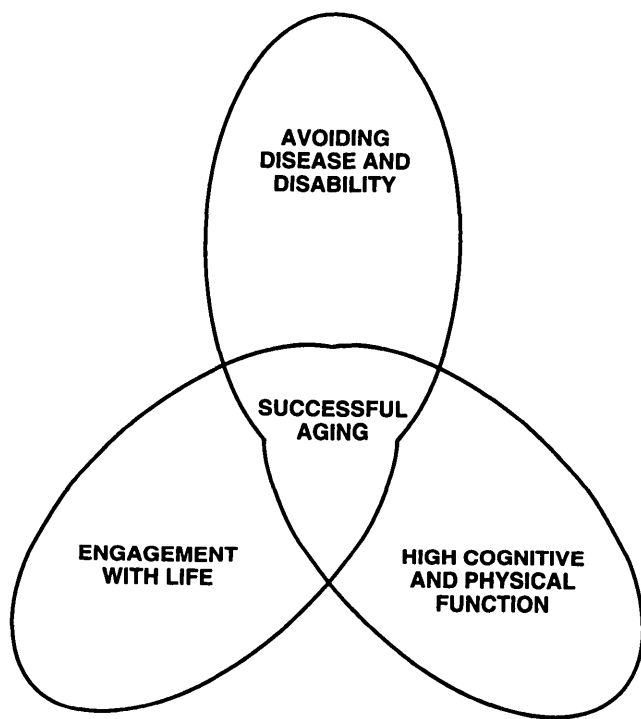 AVOIDING
DISEASE AND
DISABILITY
SUCCESSFUL
AGING
ENGAGEMENT
WITH LIFE
HIGH COGNITIVE
AND PHYSICAL
FUNCTION